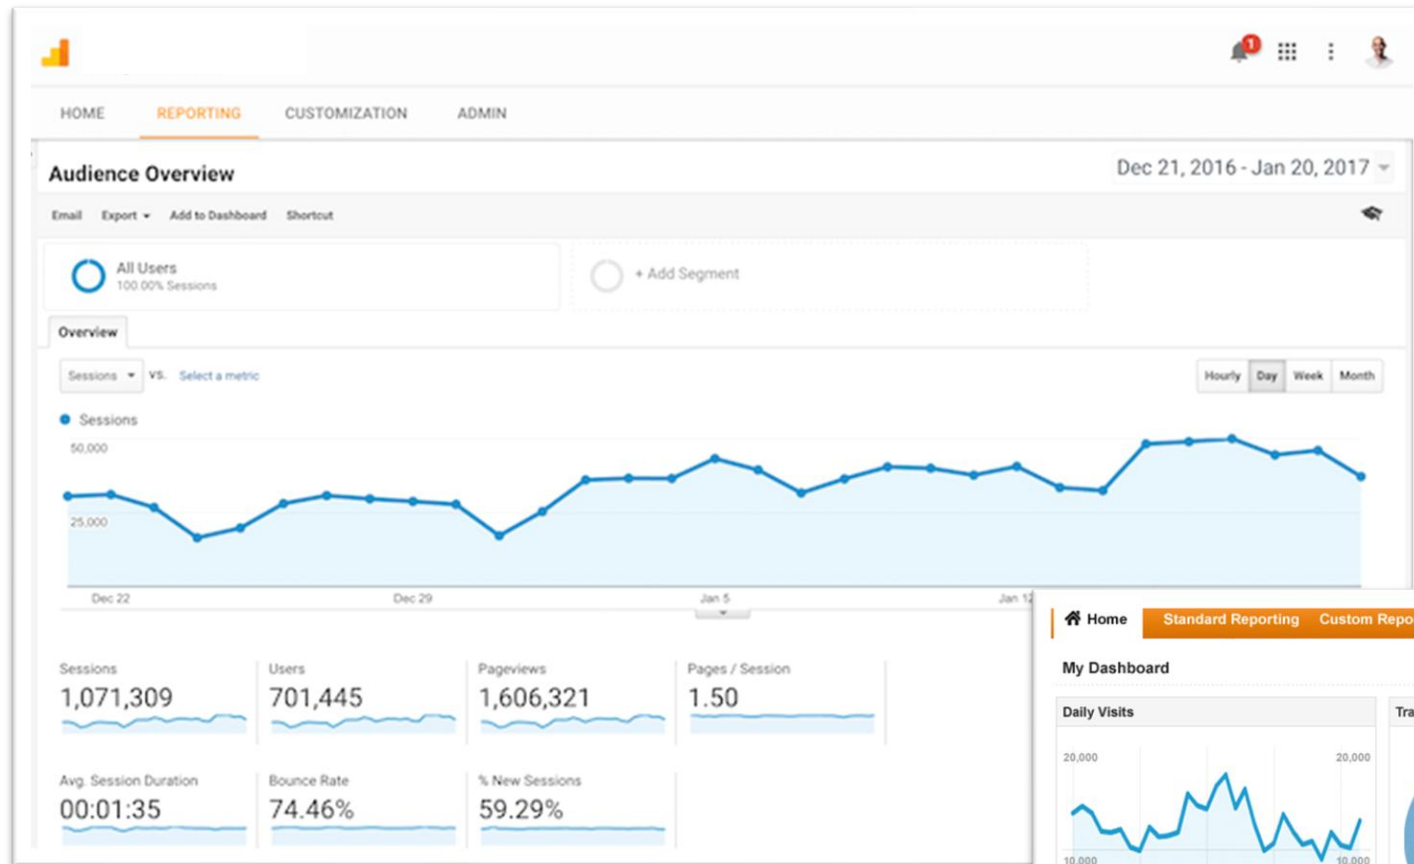 1
HOME REPORTING CUSTOMIZATION ADMIN
Audience Overview
Dec 21, 2016 - Jan 20, 2017
Email Export Add to Dashboard Shortcut
All Users
100.00% Sessions
+ Add Segment
Overview
Sessions VS. Select a metric
Hourly Day Week Month
Sessions
50,000
25,000
Dec 22 Dec 29 Jan 5 Jan 12
Sessions
1,071,309
Users
701,445
Pageviews
1,606,321
Pages / Session
1.50
Avg. Session Duration
00:01:35
Bounce Rate
74.46%
% New Sessions
59.29%
Home Standard Reporting Custom Repo
My Dashboard
Daily Visits
Tra
20,000 20,000
10,000 10,000